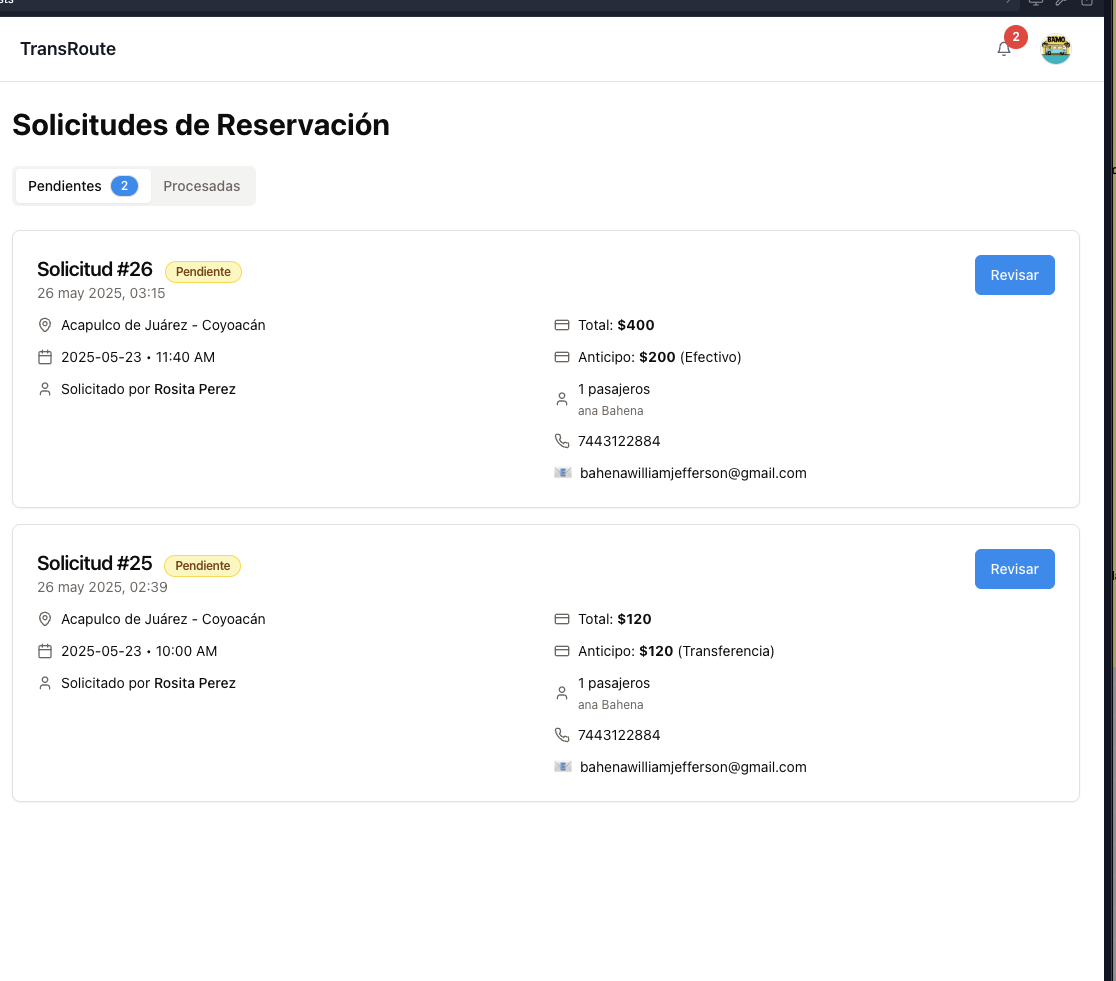 TransRoute
2
BAMO
Solicitudes de Reservación
Pendientes 2 Procesadas
Solicitud #26 Pendiente
Revisar
26 may 2025, 03:15
Acapulco de Juárez - Coyoacán
2025-05-23 • 11:40 AM
Solicitado por Rosita Perez
Total: $400
Anticipo: $200 (Efectivo)
1 pasajeros
ana Bahena
7443122884
bahenawilliamjefferson@gmail.com
Solicitud #25 Pendiente
Revisar
26 may 2025, 02:39
Acapulco de Juárez - Coyoacán
2025-05-23 • 10:00 AM
Solicitado por Rosita Perez
Total: $120
Anticipo: $120 (Transferencia)
1 pasajeros
ana Bahena
7443122884
bahenawilliamjefferson@gmail.com